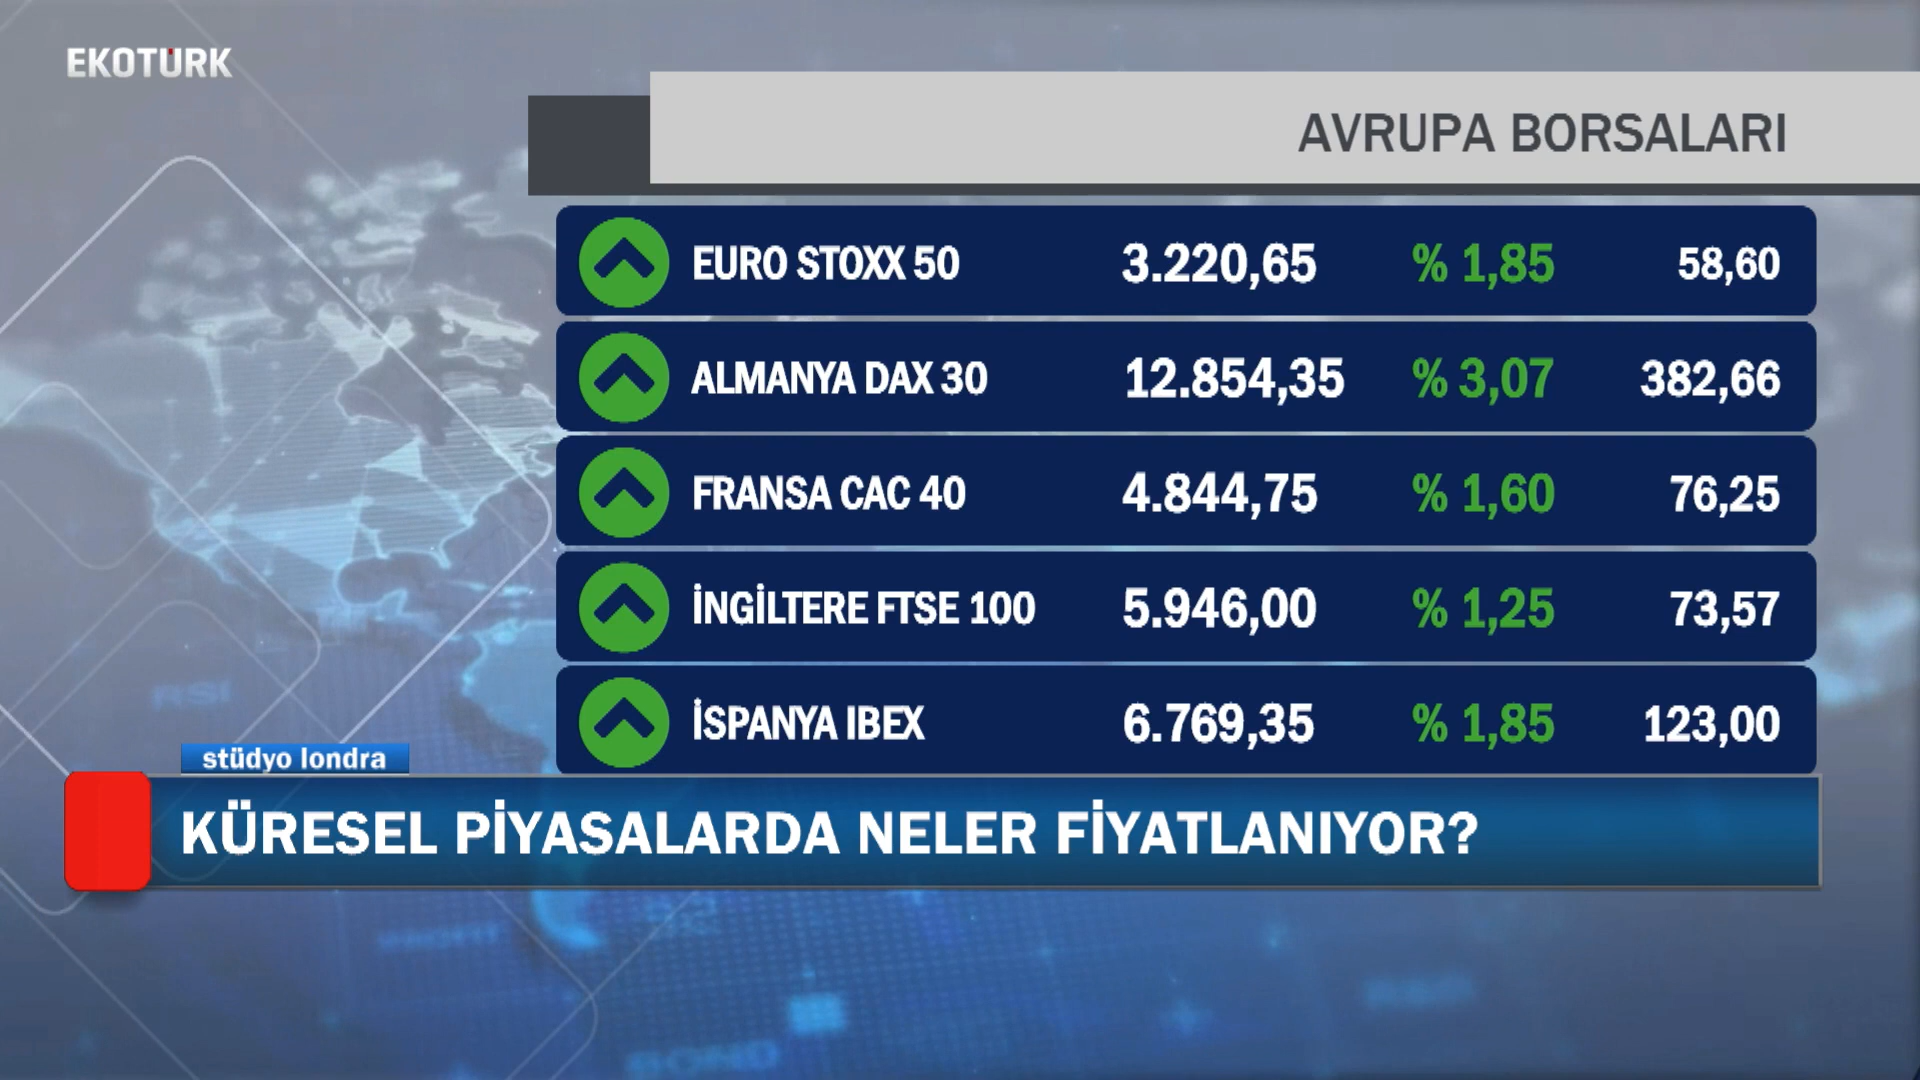 EKOTÜRK
AVRUPA BORSALARI
EURO STOXX 50 3.220,65 % 1,85 58,60
ALMANYA DAX 30 12.854,35 % 3,07 382,66
FRANSA CAC 40 4.844,75 % 1,60 76,25
İNGİLTERE FTSE 100 5.946,00 % 1,25 73,57
İSPANYA IBEX 6.769,35 % 1,85 123,00
RSI
stüdyo londra
KÜRESEL PİYASALARDA NELER FİYATLANIYOR?
PROFIT
BOND